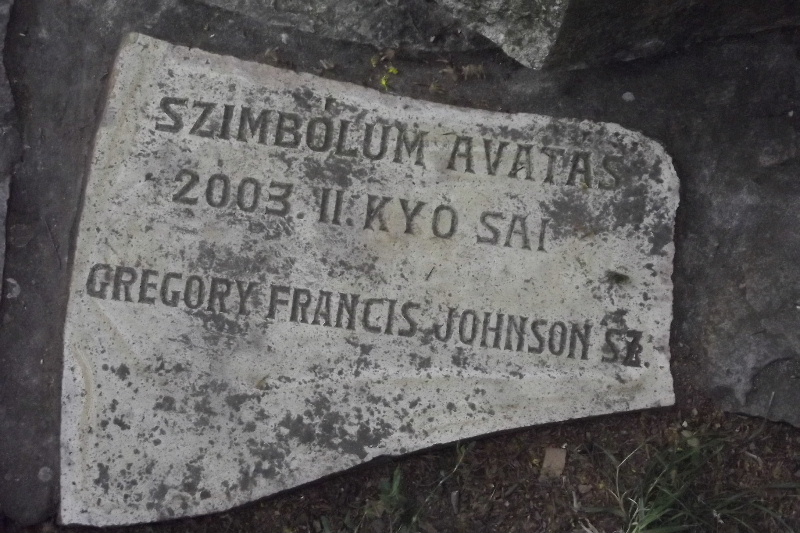 SZIMBÓLUM AVATÁS
2003. II. KYO SAI
GREGORY FRANCIS JOHNSON SZ.